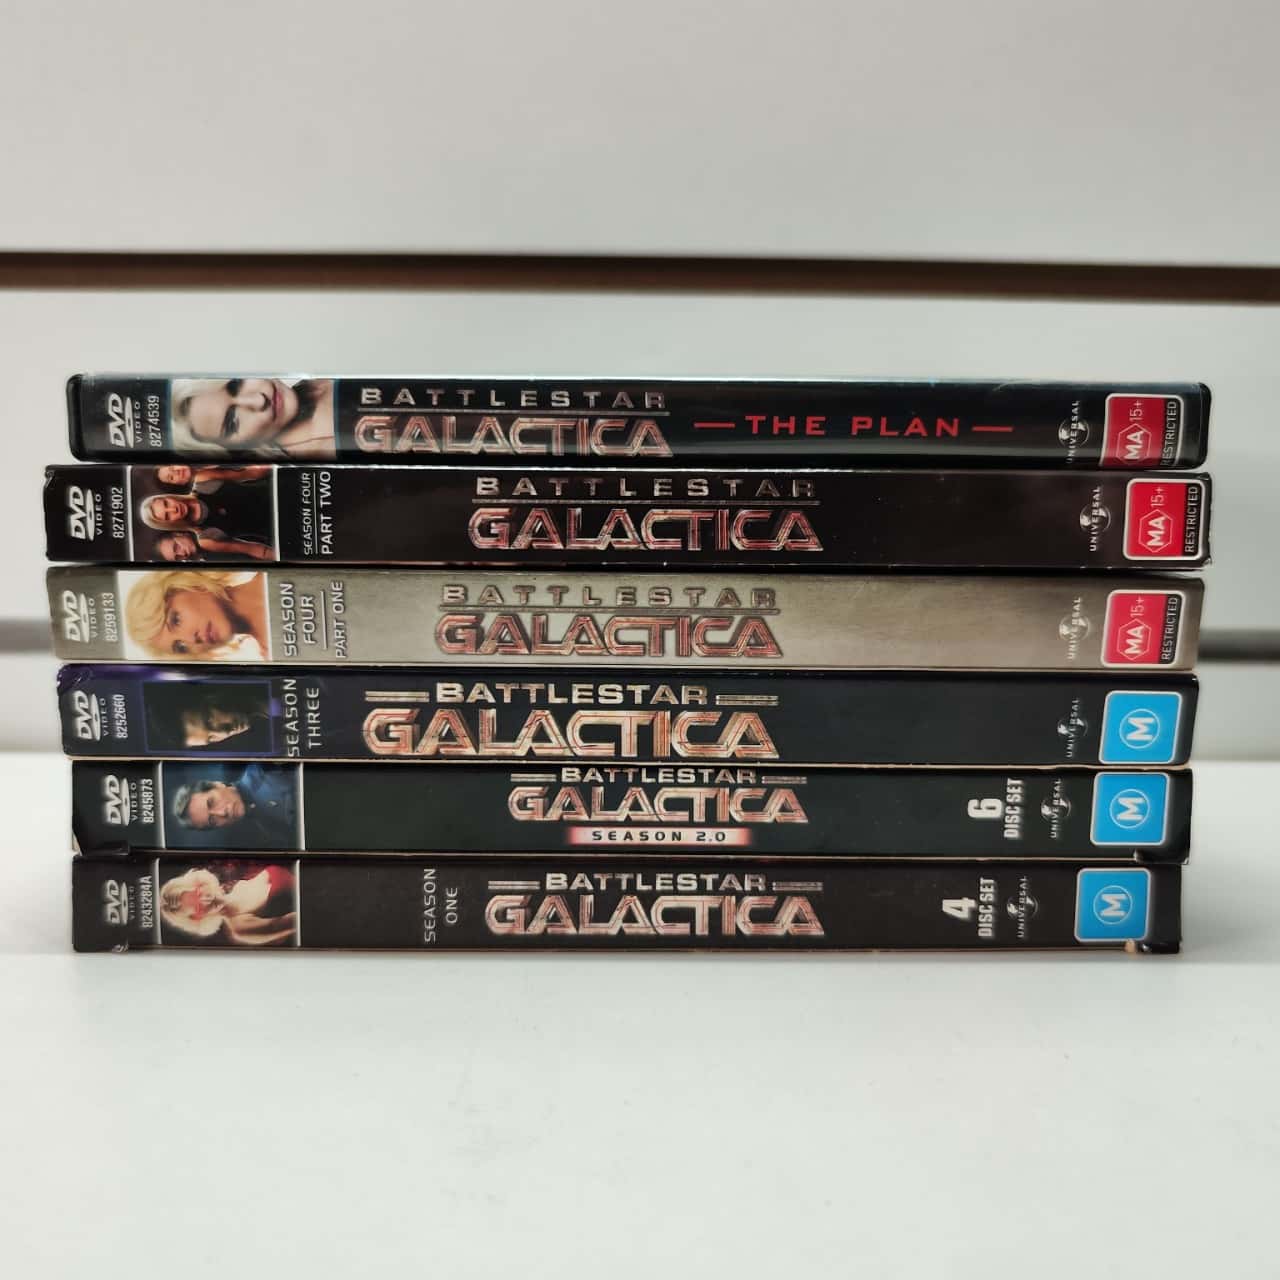 DVD
VIDEO
8274539
BATTLESTAR
GALACTICA
THE PLAN
UNIVERSAL
MA 15+
RESTRICTED
DVD
VIDEO
8271902
SEASON FOUR
PART TWO
BATTLESTAR
GALACTICA
UNIVERSAL
MA 15+
RESTRICTED
DVD
VIDEO
8259133
SEASON
FOUR
PART ONE
BATTLESTAR
GALACTICA
UNIVERSAL
MA 15+
RESTRICTED
DVD
VIDEO
8252660
SEASON
THREE
BATTLESTAR
GALACTICA
UNIVERSAL
M
DVD
VIDEO
8245873
BATTLESTAR
GALACTICA
SEASON 2.0
6
DISC SET
UNIVERSAL
M
DVD
VIDEO
8243284A
SEASON
ONE
BATTLESTAR
GALACTICA
4
DISC SET
UNIVERSAL
M